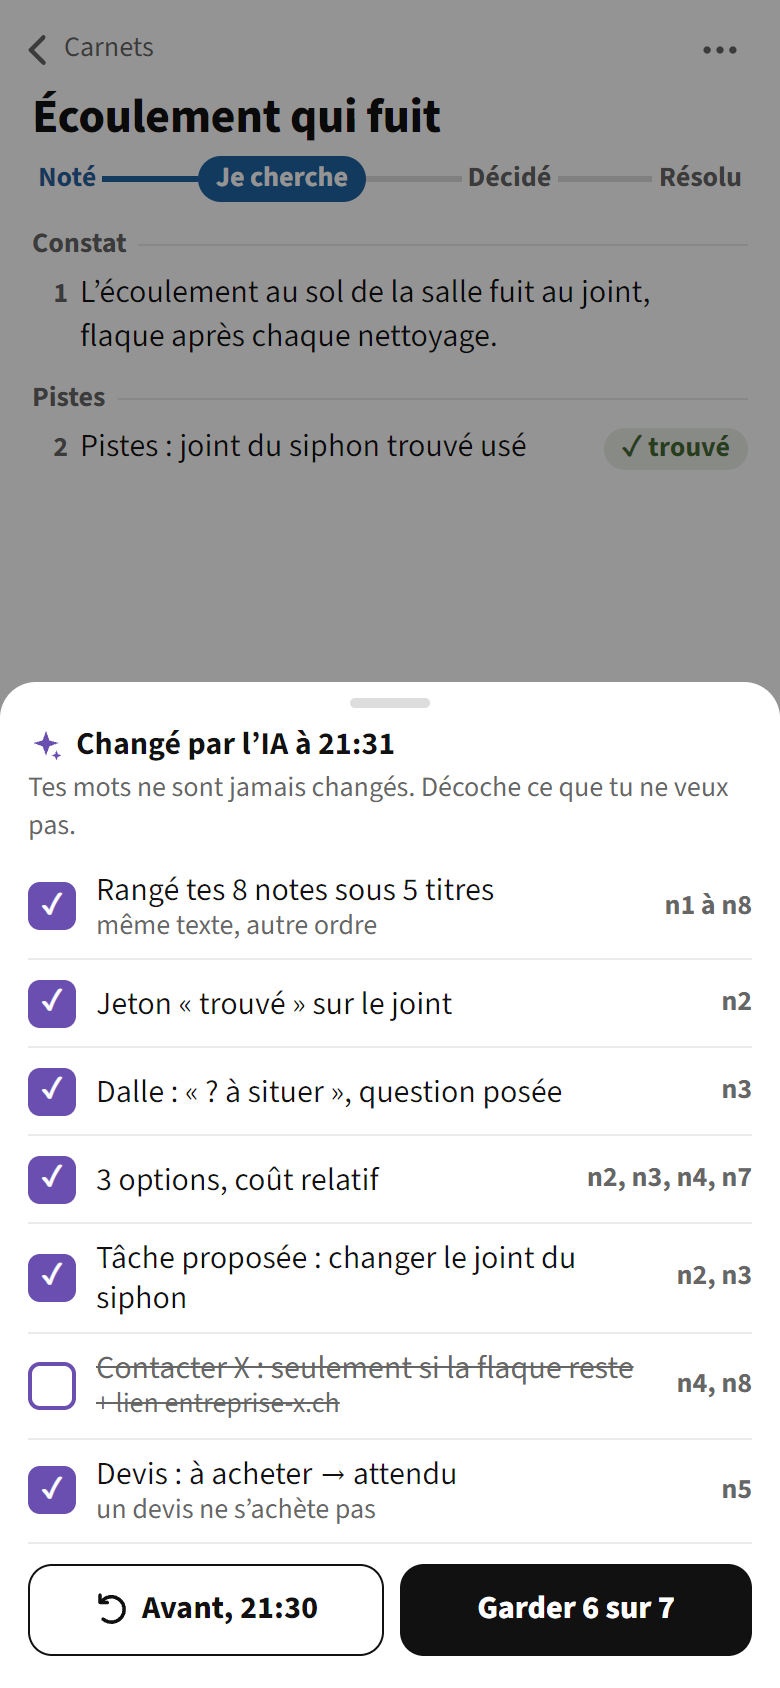 Carnets
Écoulement qui fuit
Noté Je cherche Décidé Résolu
Constat
1 L’écoulement au sol de la salle fuit au joint,
flaque après chaque nettoyage.
Pistes
2 Pistes : joint du siphon trouvé usé ✓ trouvé
Changé par l’IA à 21:31
Tes mots ne sont jamais changés. Décoche ce que tu ne veux
pas.
Rangé tes 8 notes sous 5 titres n1 à n8
même texte, autre ordre
Jeton « trouvé » sur le joint n2
Dalle : « ? à situer », question posée n3
3 options, coût relatif n2, n3, n4, n7
Tâche proposée : changer le joint du
siphon n2, n3
Contacter X : seulement si la flaque reste n4, n8
+ lien entreprise-x.ch
Devis : à acheter → attendu n5
un devis ne s’achète pas
Avant, 21:30 Garder 6 sur 7